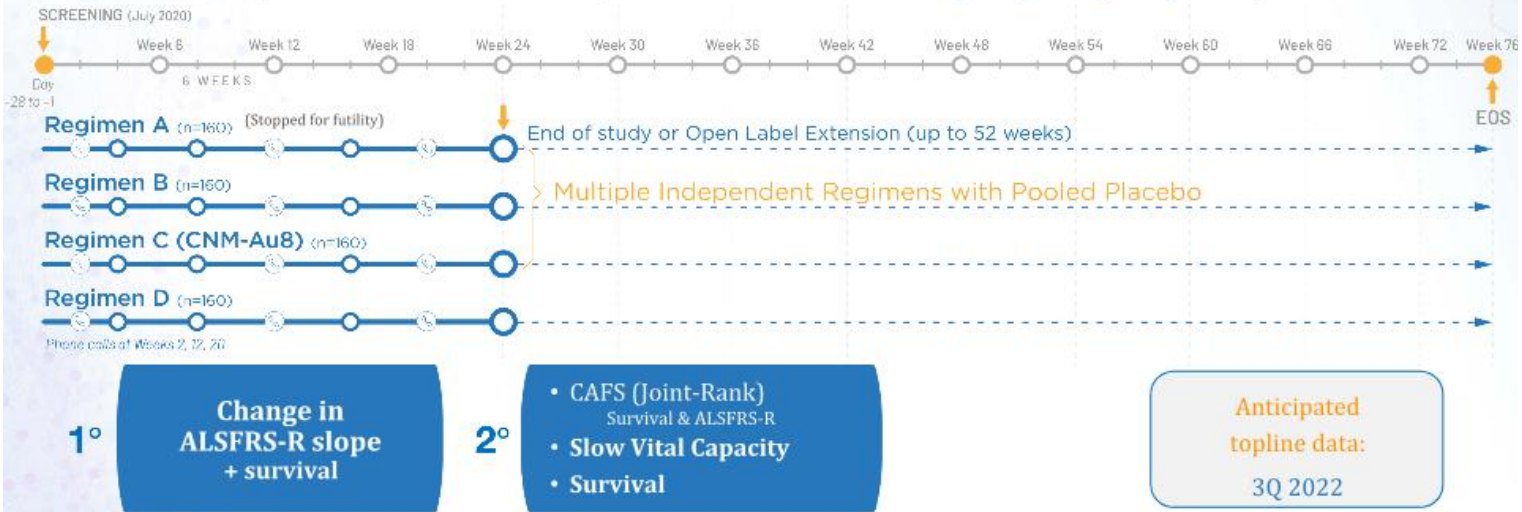 SCREENING (July 2020)
Week 6 Week 12 Week 18 Week 24 Week 30 Week 36 Week 42 Week 48 Week 54 Week 60 Week 66 Week 72 Week 76
6 WEEKS
Day
-28 to -1
EOS
Regimen A (n=160) (Stopped for futility)
End of study or Open Label Extension (up to 52 weeks)
Regimen B (n=160)
Multiple Independent Regimens with Pooled Placebo
Regimen C (CNM-Au8) (n=160)
Regimen D (n=160)
Phone calls at Weeks 2, 12, 20
1°
Change in
ALSFRS-R slope
+ survival
2°
• CAFS (Joint-Rank)
Survival & ALSFRS-R
• Slow Vital Capacity
• Survival
Anticipated
topline data:
3Q 2022